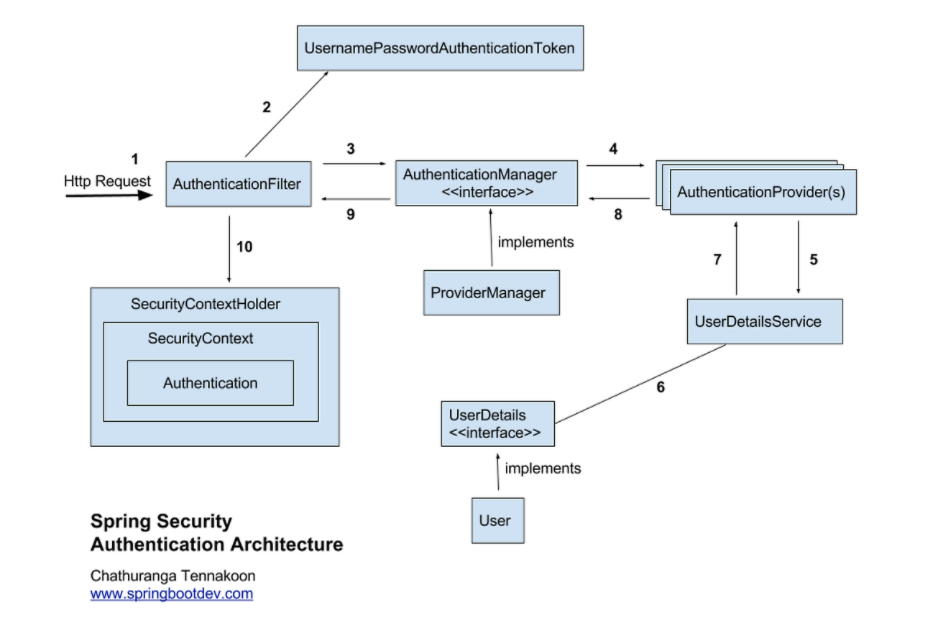 UsernamePasswordAuthenticationToken
2
1
Http Request
AuthenticationFilter
3
9
AuthenticationManager
<<interface>>
4
8
AuthenticationProvider(s)
10
implements
ProviderManager
7
5
UserDetailsService
SecurityContextHolder
SecurityContext
Authentication
6
UserDetails
<<interface>>
implements
User
Spring Security
Authentication Architecture
Chathuranga Tennakoon
www.springbootdev.com